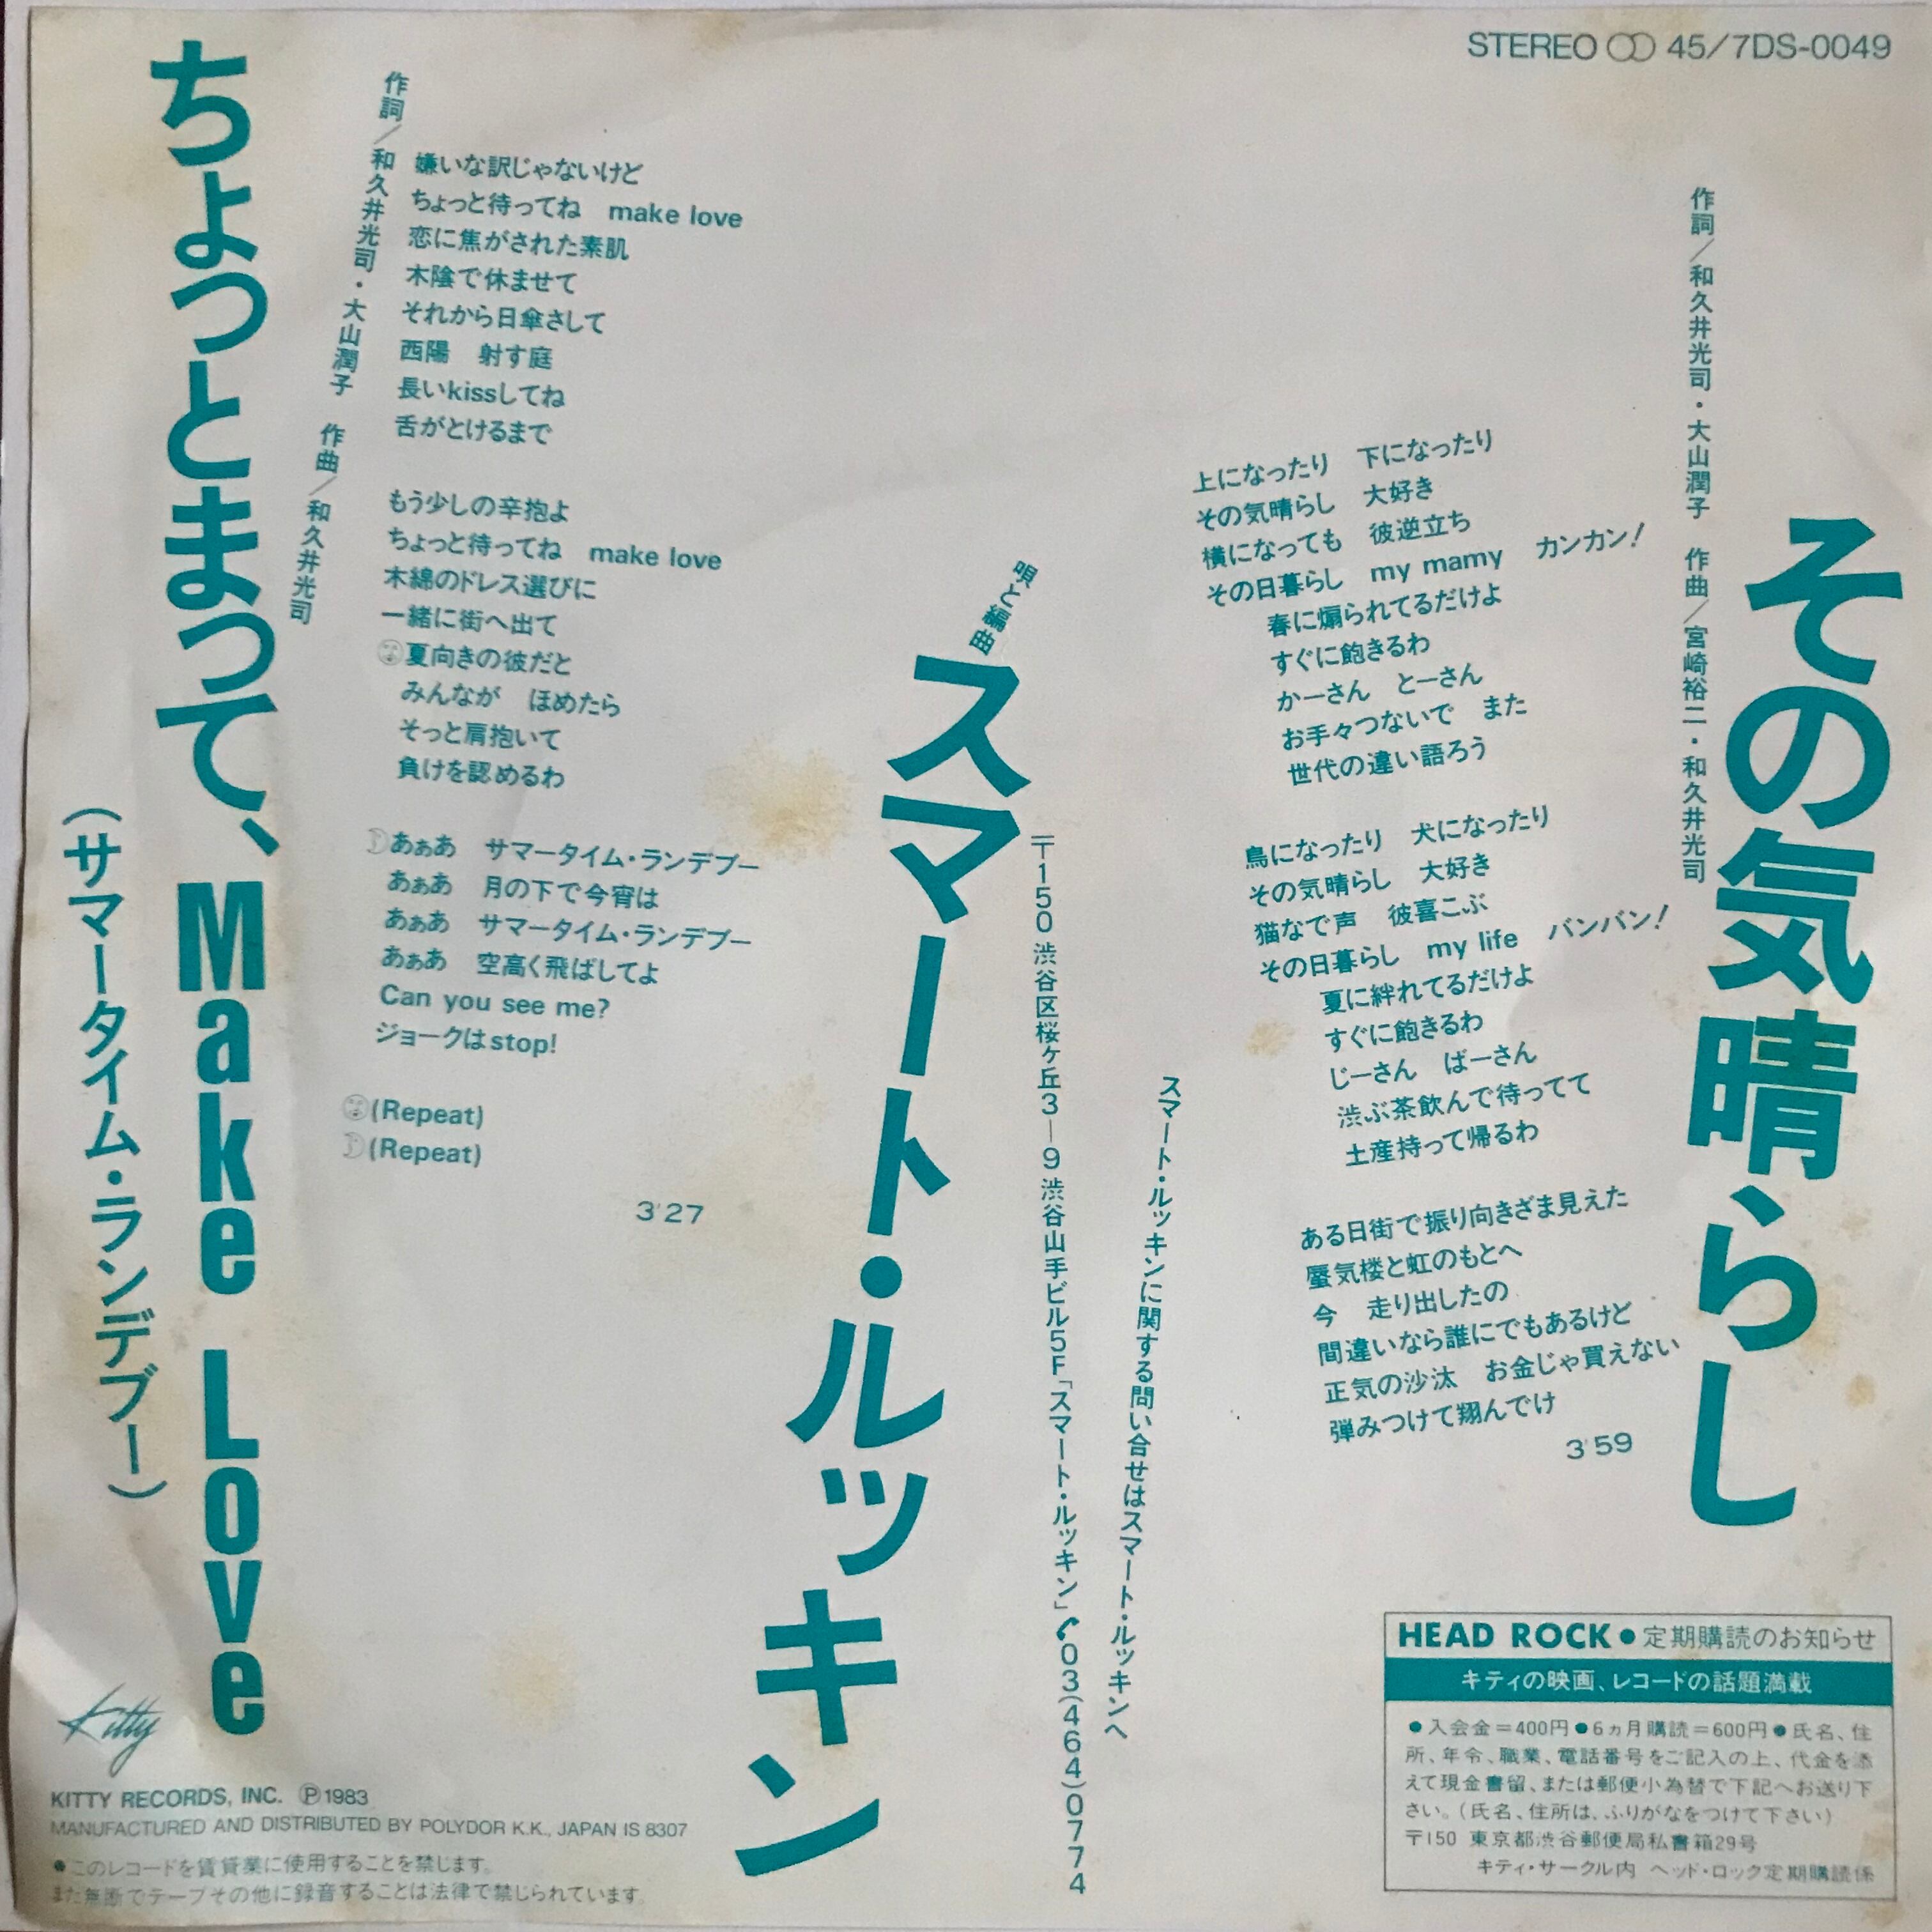 STEREO 45/7DS-0049
ちょっとまって、Make Love
(サマータイム・ランデブー)
作詞/和久井光司・大山潤子 作曲/和久井光司
嫌いな訳じゃないけど
ちょっと待ってね make love
恋に焦がされた素肌
木陰で休ませて
それから日傘さして
西陽 射す庭
長いkissしてね
舌がとけるまで
もう少しの辛抱よ
ちょっと待ってね make love
木綿のドレス選びに
一緒に街へ出て
夏向きの彼だと
みんなが ほめたら
そっと肩抱いて
負けを認めるわ
あぁあ サマータイム・ランデブー
あぁあ 月の下で今宵は
あぁあ サマータイム・ランデブー
あぁあ 空高く飛ばしてよ
Can you see me?
ジョークはstop!
(Repeat)
(Repeat)
3'27
唄と編曲
スマート・ルッキン
スマート・ルッキンに関する問い合せはスマート・ルッキンへ
〒150 渋谷区桜ヶ丘3-9 渋谷山手ビル5F「スマート・ルッキン」 03(464)0774
その気晴らし
作詞/和久井光司・大山潤子 作曲/宮崎裕二・和久井光司
上になったり 下になったり
その気晴らし 大好き
横になっても 彼逆立ち
その日暮らし my mamy カンカン!
春に煽られてるだけよ
すぐに飽きるわ
かーさん とーさん
お手々つないで また
世代の違い語ろう
鳥になったり 犬になったり
その気晴らし 大好き
猫なで声 彼喜こぶ
その日暮らし my life バンバン!
夏に絆れてるだけよ
すぐに飽きるわ
じーさん ばーさん
渋ぶ茶飲んで待ってて
土産持って帰るわ
ある日街で振り向きざま見えた
蜃気楼と虹のもとへ
今 走り出したの
間違いなら誰にでもあるけど
正気の沙汰 お金じゃ買えない
弾みつけて翔んでけ
3'59
Kitty
KITTY RECORDS, INC. Ⓟ1983
MANUFACTURED AND DISTRIBUTED BY POLYDOR K.K., JAPAN IS 8307
●このレコードを賃貸業に使用することを禁じます。
また無断でテープその他に録音することは法律で禁じられています。
HEAD ROCK●定期購読のお知らせ
キティの映画、レコードの話題満載
●入会金=400円●6ヵ月購読=600円●氏名、住
所、年令、職業、電話番号をご記入の上、代金を添
えて現金書留、または郵便小為替で下記へお送り下
さい。(氏名、住所は、ふりがなをつけて下さい)
〒150 東京都渋谷郵便局私書箱29号
キティ・サークル内 ヘッド・ロック定期購読係